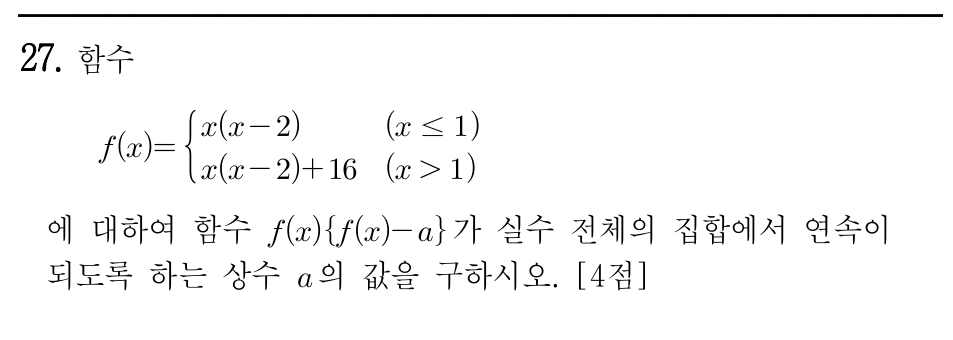 27. 함수
f(x)= { x(x-2) (x ≤ 1)
x(x-2)+16 (x > 1)
에 대하여 함수 f(x){f(x)-a}가 실수 전체의 집합에서 연속이
되도록 하는 상수 a의 값을 구하시오. [4점]